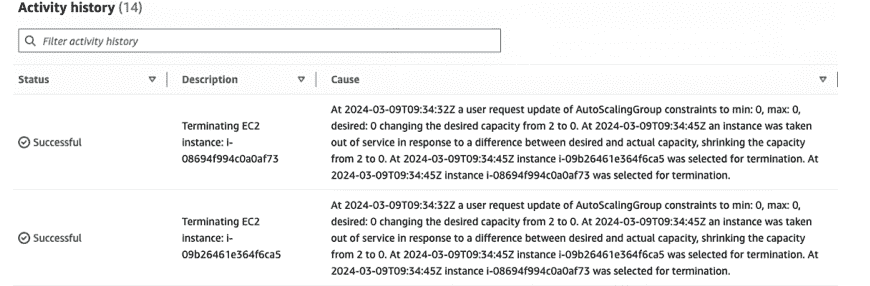 Activity history (14)
Filter activity history
Status Description Cause
At 2024-03-09T09:34:32Z a user request update of AutoScalingGroup constraints to min: 0, max: 0,
Terminating EC2 desired: 0 changing the desired capacity from 2 to 0. At 2024-03-09T09:34:45Z an instance was taken
Successful instance: i- out of service in response to a difference between desired and actual capacity, shrinking the capacity
08694f994c0a0af73 from 2 to 0. At 2024-03-09T09:34:45Z instance i-09b26461e364f6ca5 was selected for termination. At
2024-03-09T09:34:45Z instance i-08694f994c0a0af73 was selected for termination.
At 2024-03-09T09:34:32Z a user request update of AutoScalingGroup constraints to min: 0, max: 0,
Terminating EC2 desired: 0 changing the desired capacity from 2 to 0. At 2024-03-09T09:34:45Z an instance was taken
Successful instance: i- out of service in response to a difference between desired and actual capacity, shrinking the capacity
09b26461e364f6ca5 from 2 to 0. At 2024-03-09T09:34:45Z instance i-09b26461e364f6ca5 was selected for termination. At
2024-03-09T09:34:45Z instance i-08694f994c0a0af73 was selected for termination.